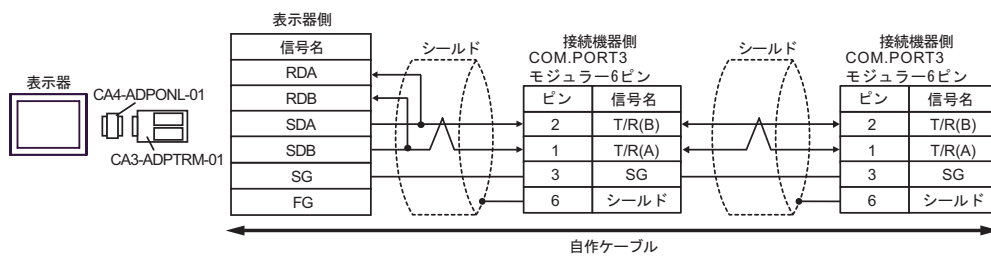 表示器
CA4-ADPONL-01
CA3-ADPTRM-01
表示器側
信号名
RDA
RDB
SDA
SDB
SG
FG
シールド
接続機器側
COM.PORT3
モジュラー6ピン
ピン 信号名
2 T/R(B)
1 T/R(A)
3 SG
6 シールド
シールド
接続機器側
COM.PORT3
モジュラー6ピン
ピン 信号名
2 T/R(B)
1 T/R(A)
3 SG
6 シールド
自作ケーブル